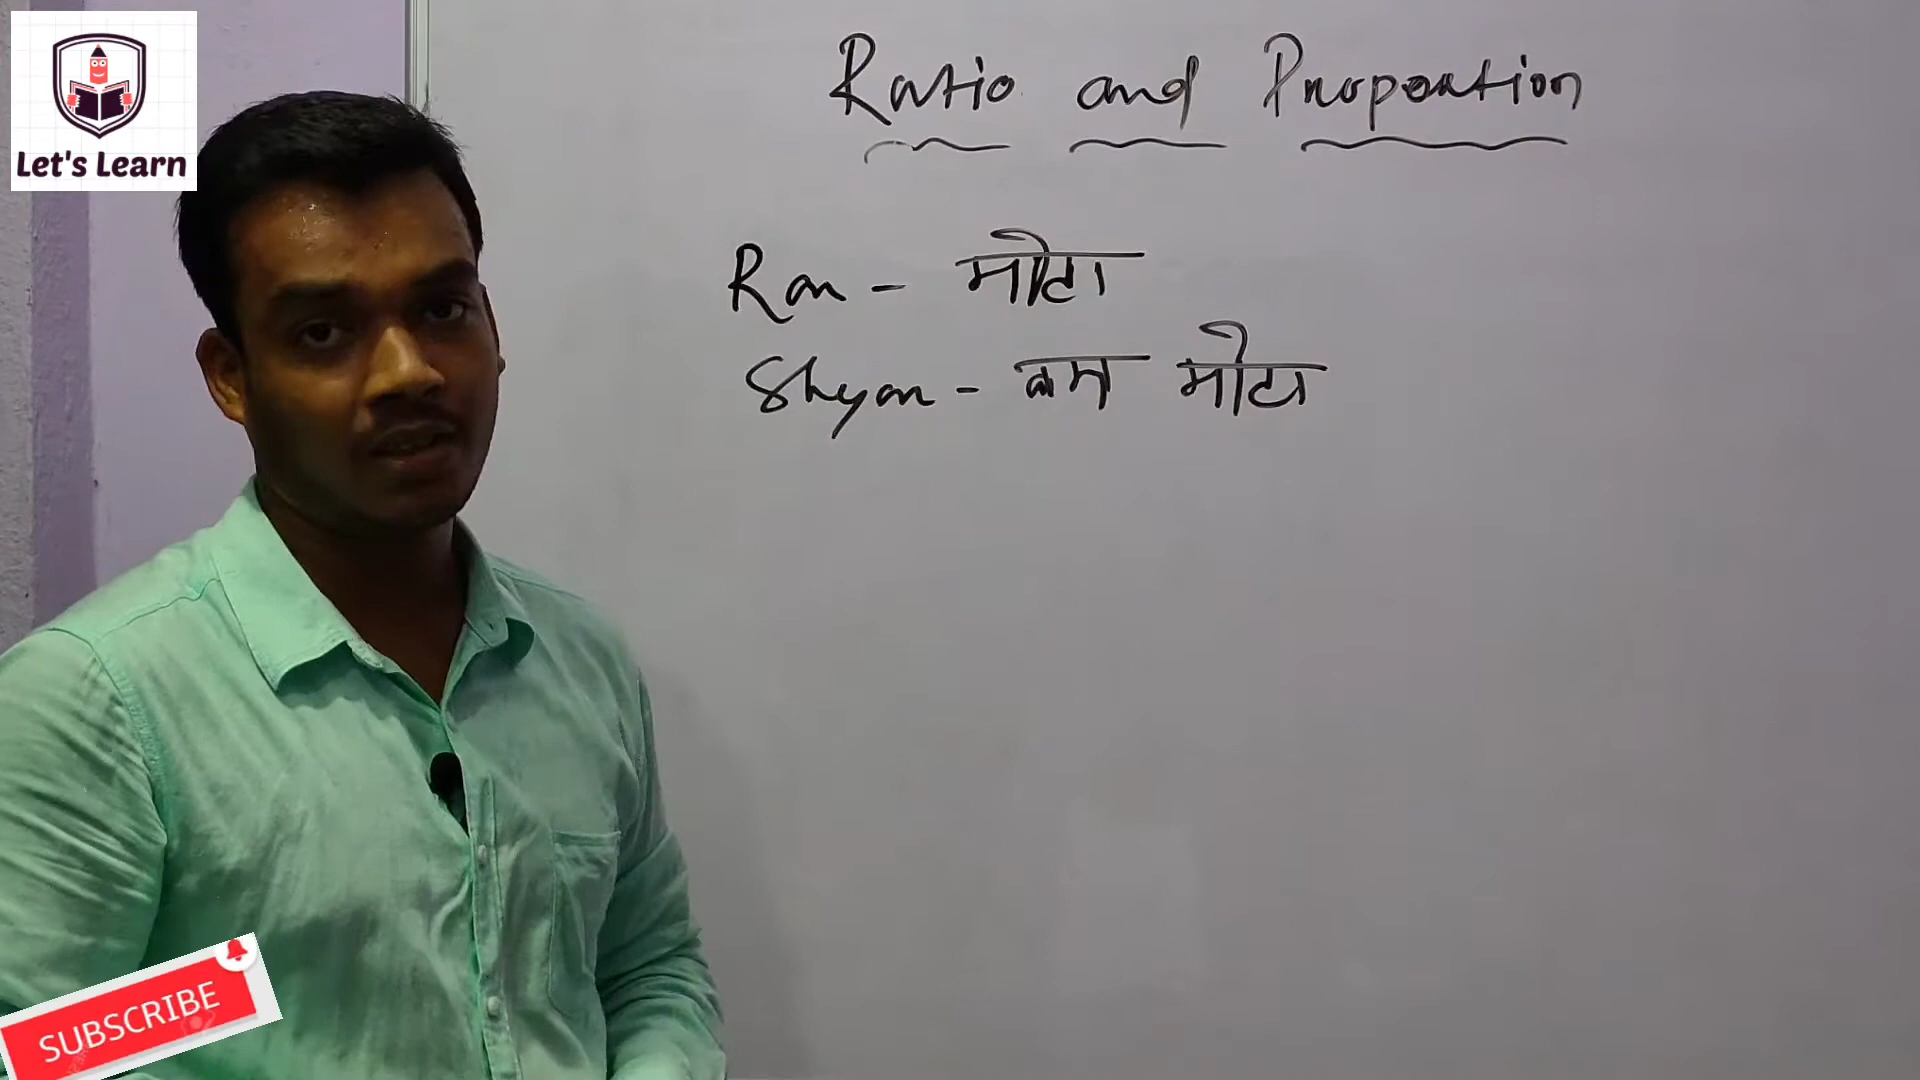 Let's Learn
Ratio and Proportion
Ram - मोटा
Shyam - कम मोटा
SUBSCRIBE